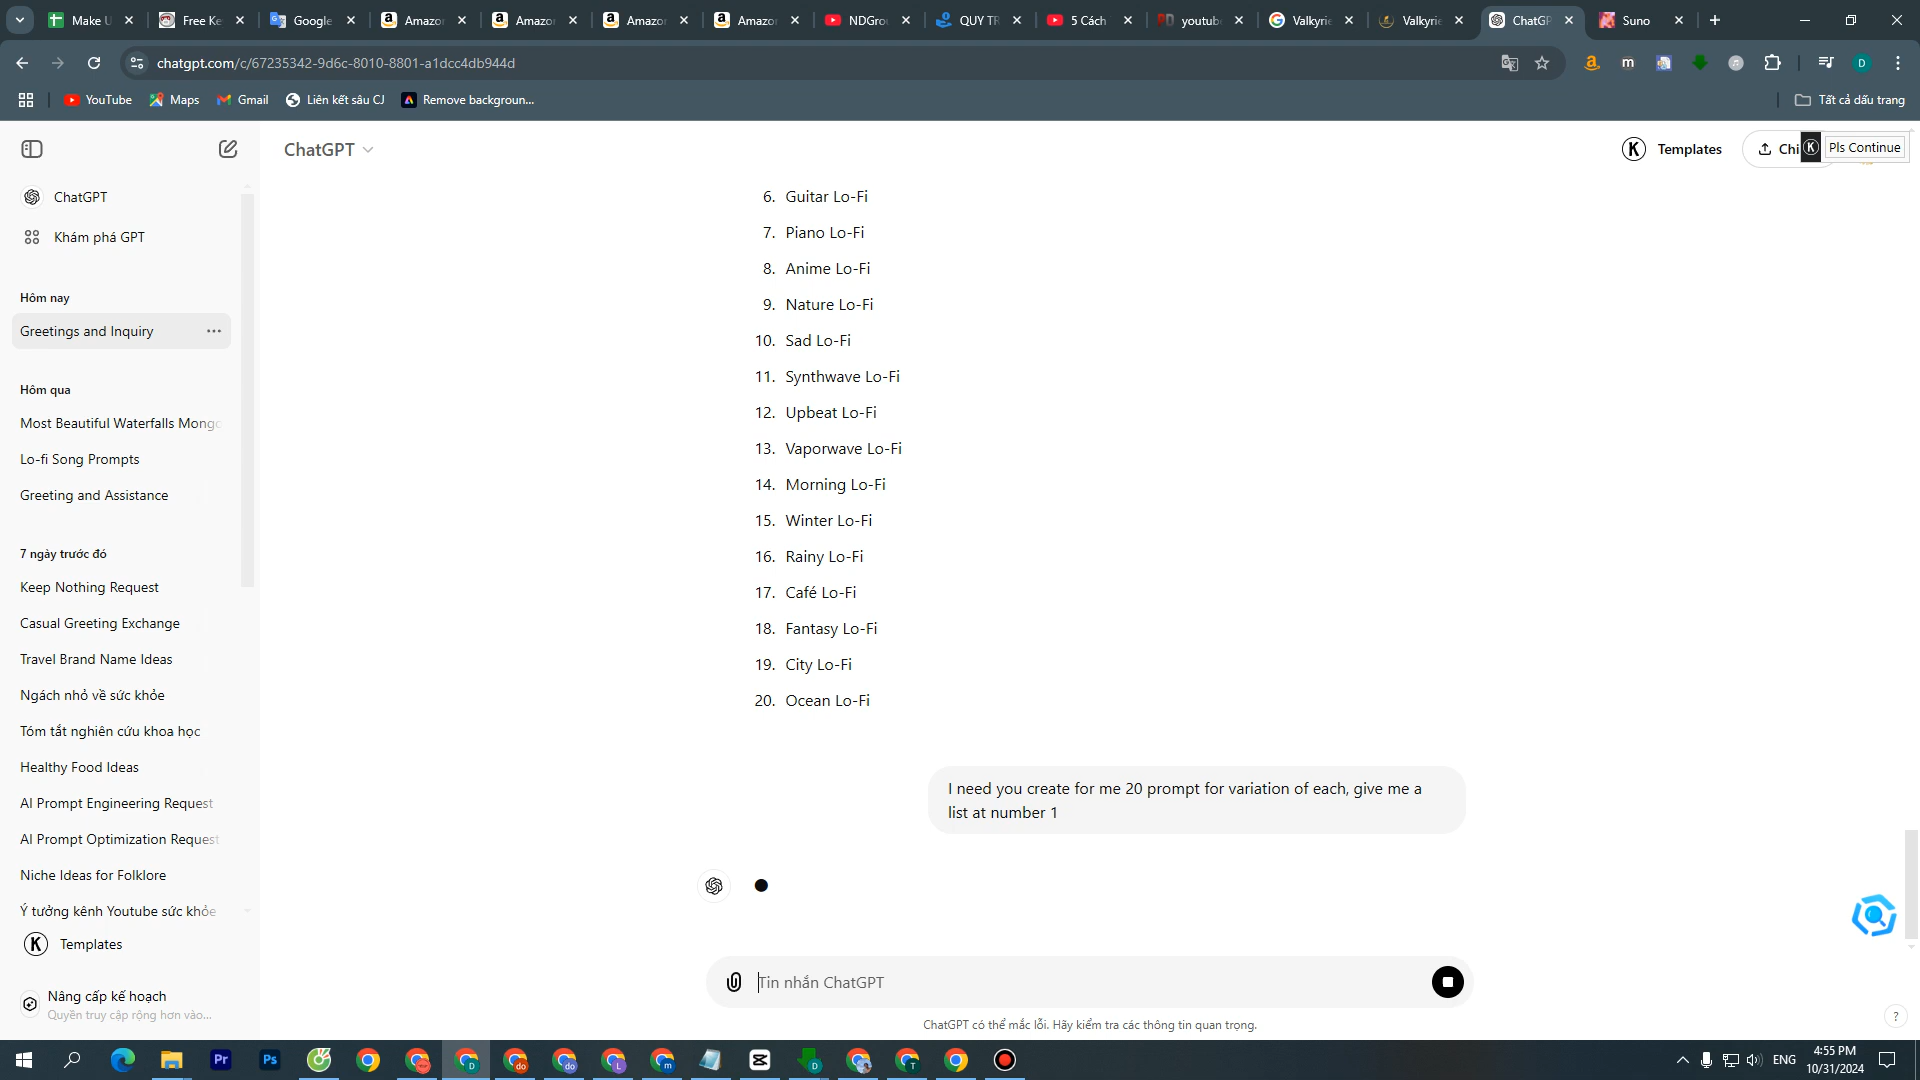 Make U
Free Ke
Google
Amazon
Amazon
Amazon
Amazon
NDGro
QUY TR
5 Cách
youtub
Valkyrie
Valkyrie
ChatGP
Suno
chatgpt.com/c/67235342-9d6c-8010-8801-a1dcc4db944d
YouTube
Maps
Gmail
Liên kết sâu CJ
Remove backgroun...
Tất cả dấu trang
ChatGPT
Templates
Chi
Pls Continue
ChatGPT
Khám phá GPT
Hôm nay
Greetings and Inquiry
Hôm qua
Most Beautiful Waterfalls Mongo
Lo-fi Song Prompts
Greeting and Assistance
7 ngày trước đó
Keep Nothing Request
Casual Greeting Exchange
Travel Brand Name Ideas
Ngách nhỏ về sức khỏe
Tóm tắt nghiên cứu khoa học
Healthy Food Ideas
AI Prompt Engineering Request
AI Prompt Optimization Request
Niche Ideas for Folklore
Ý tưởng kênh Youtube sức khỏe
Templates
Nâng cấp kế hoạch
Quyền truy cập rộng hơn vào...
6. Guitar Lo-Fi
7. Piano Lo-Fi
8. Anime Lo-Fi
9. Nature Lo-Fi
10. Sad Lo-Fi
11. Synthwave Lo-Fi
12. Upbeat Lo-Fi
13. Vaporwave Lo-Fi
14. Morning Lo-Fi
15. Winter Lo-Fi
16. Rainy Lo-Fi
17. Café Lo-Fi
18. Fantasy Lo-Fi
19. City Lo-Fi
20. Ocean Lo-Fi
I need you create for me 20 prompt for variation of each, give me a
list at number 1
Tin nhắn ChatGPT
ChatGPT có thể mắc lỗi. Hãy kiểm tra các thông tin quan trọng.
?
ENG
4:55 PM
10/31/2024